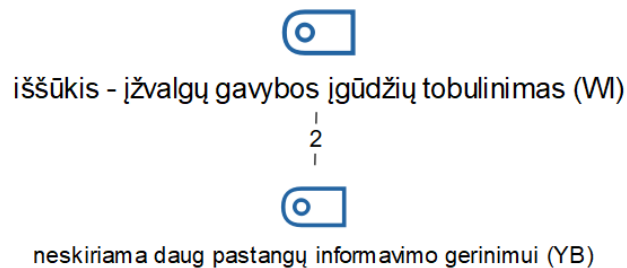 iššūkis - įžvalgų gavybos įgūdžių tobulinimas (WI)
2
neskiriama daug pastangų informavimo gerinimui (YB)